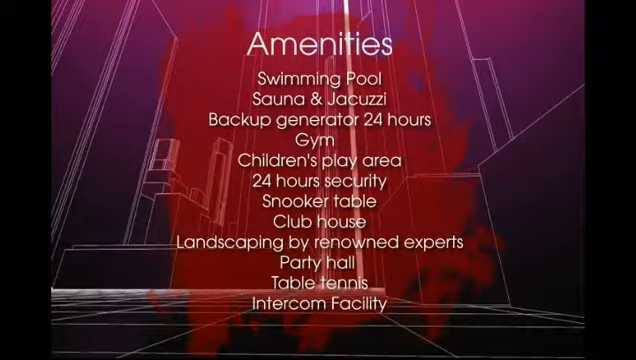 Amenities
Swimming Pool
Sauna & Jacuzzi
Backup generator 24 hours
Gym
Children's play area
24 hours security
Snooker table
Club house
Landscaping by renowned experts
Party hall
Table tennis
Intercom Facility